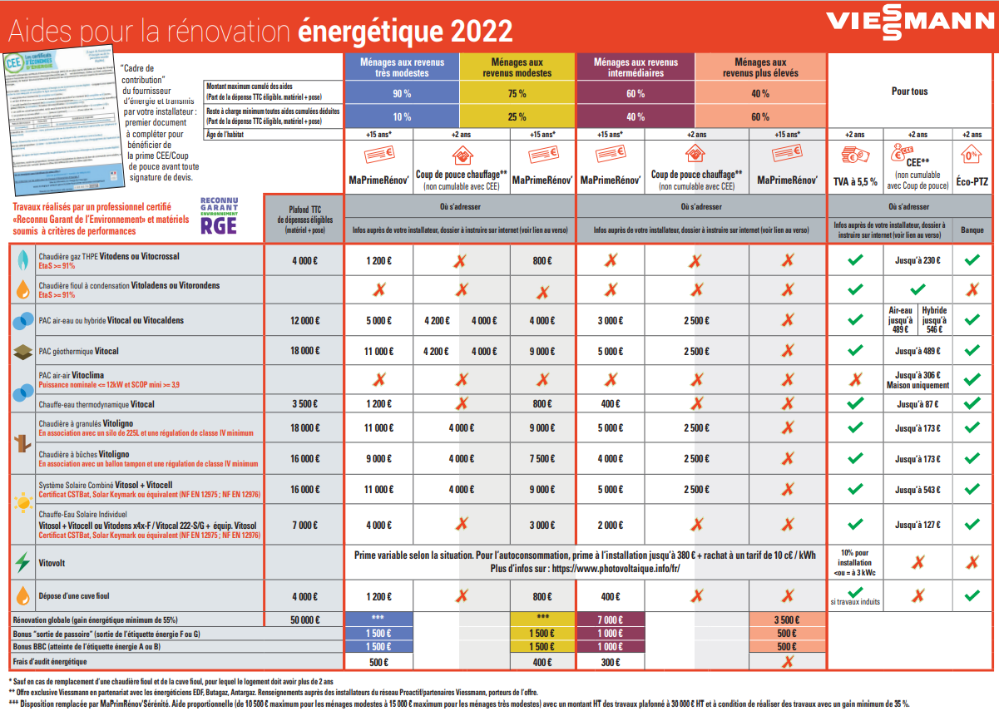 Aides pour la rénovation énergétique 2022
VIESSMANN
CEE Les certificats
D'ÉCONOMIES
D'ÉNERGIE
"Cadre de
contribution"
du fournisseur
d'énergie et transmis
par votre installateur :
premier document
à compléter pour
bénéficier de
la prime CEE/Coup
de pouce avant toute
signature de devis.
Ménages aux revenus
très modestes
Ménages aux
revenus modestes
Ménages aux revenus
intermédiaires
Ménages aux
revenus plus élevés
Pour tous
Montant maximum cumulé des aides
(Part de la dépense TTC éligible. matériel + pose)
90 % 75 % 60 % 40 %
Reste à charge minimum toutes aides cumulées déduites
(Part de la dépense TTC éligible, matériel + pose)
10 % 25 % 40 % 60 %
Âge de l'habitat
+15 ans* +2 ans +15 ans* +15 ans* +2 ans +15 ans* +2 ans +2 ans +2 ans
MaPrimeRénov'
Coup de pouce chauffage**
(non cumulable avec CEE)
MaPrimeRénov'
MaPrimeRénov'
Coup de pouce chauffage**
(non cumulable avec CEE)
MaPrimeRénov'
TVA à 5,5 %
CEE
CEE**
(non cumulable
avec Coup de pouce)
0%
Éco-PTZ
Travaux réalisés par un professionnel certifié
«Reconnu Garant de l'Environnement» et matériels
soumis à critères de performances
RECONNU
GARANT
ENVIRONNEMENT
RGE
Plafond TTC
de dépenses éligibles
(matériel + pose)
Où s'adresser
Où s'adresser
Où s'adresser
Infos auprès de votre installateur, dossier à instruire sur internet (voir lien au verso)
Infos auprès de votre installateur, dossier à instruire sur internet (voir lien au verso)
Infos auprès de votre installateur, dossier à
instruire sur internet (voir lien au verso)
Banque
Chaudière gaz THPE Vitodens ou Vitocrossal
EtaS >= 91%
4 000 € 1 200 € 800 € Jusqu'à 230 €
Chaudière fioul à condensation Vitoladens ou Vitorondens
EtaS >= 91%
PAC air-eau ou hybride Vitocal ou Vitocaldens
12 000 € 5 000 € 4 200 € 4 000 € 4 000 € 3 000 € 2 500 €
Air-eau
jusqu'à
489 €
Hybride
jusqu'à
546 €
PAC géothermique Vitocal
18 000 € 11 000 € 4 200 € 4 000 € 9 000 € 5 000 € 2 500 € Jusqu'à 489 €
PAC air-air Vitoclima
Puissance nominale <= 12kW et SCOP mini >= 3,9
Jusqu'à 306 €
Maison uniquement
Chauffe-eau thermodynamique Vitocal
3 500 € 1 200 € 800 € 400 € Jusqu'à 87 €
Chaudière à granulés Vitoligno
En association avec un silo de 225L et une régulation de classe IV minimum
18 000 € 11 000 € 4 000 € 9 000 € 5 000 € 2 500 € Jusqu'à 173 €
Chaudière à bûches Vitoligno
En association avec un ballon tampon et une régulation de classe IV minimum
16 000 € 9 000 € 4 000 € 7 500 € 4 000 € 2 500 € Jusqu'à 173 €
Système Solaire Combiné Vitosol + Vitocell
Certificat CSTBat, Solar Keymark ou équivalent (NF EN 12975 ; NF EN 12976)
16 000 € 11 000 € 4 000 € 9 000 € 5 000 € 2 500 € Jusqu'à 543 €
Chauffe-Eau Solaire Individuel
Vitosol + Vitocell ou Vitodens x4x-F / Vitocal 222-S/G + équip. Vitosol
Certificat CSTBat, Solar Keymark ou équivalent (NF EN 12975 ; NF EN 12976)
7 000 € 4 000 € 3 000 € 2 000 € Jusqu'à 127 €
Vitovolt
Prime variable selon la situation. Pour l'autoconsommation, prime à l'installation jusqu'à 380 € + rachat à un tarif de 10 c€ / kWh
Plus d'infos sur : https://www.photovoltaique.info/fr/
10% pour
installation
<ou = à 3 kWc
Dépose d'une cuve fioul
4 000 € 1 200 € 800 € 400 €
si travaux induits
Rénovation globale (gain énergétique minimum de 55%) 50 000 € *** *** 7 000 € 3 500 €
Bonus "sortie de passoire" (sortie de l'étiquette énergie F ou G) 1 500 € 1 500 € 1 000 € 500 €
Bonus BBC (atteinte de l'étiquette énergie A ou B) 1 500 € 1 500 € 1 000 € 500 €
Frais d'audit énergétique 500 € 400 € 300 €
* Sauf en cas de remplacement d'une chaudière fioul et de la cuve fioul, pour lequel le logement doit avoir plus de 2 ans
** Offre exclusive Viessmann en partenariat avec les énergéticiens EDF, Butagaz, Antargaz. Renseignements auprès des installateurs du réseau Proactif/partenaires Viessmann, porteurs de l'offre.
*** Disposition remplacée par MaPrimRénov'Sérénité. Aide proportionnelle (de 10 500 € maximum pour les ménages modestes à 15 000 € maximum pour les ménages très modestes) avec un montant HT des travaux plafonné à 30 000 € HT et à condition de réaliser des travaux avec un gain minimum de 35 %.